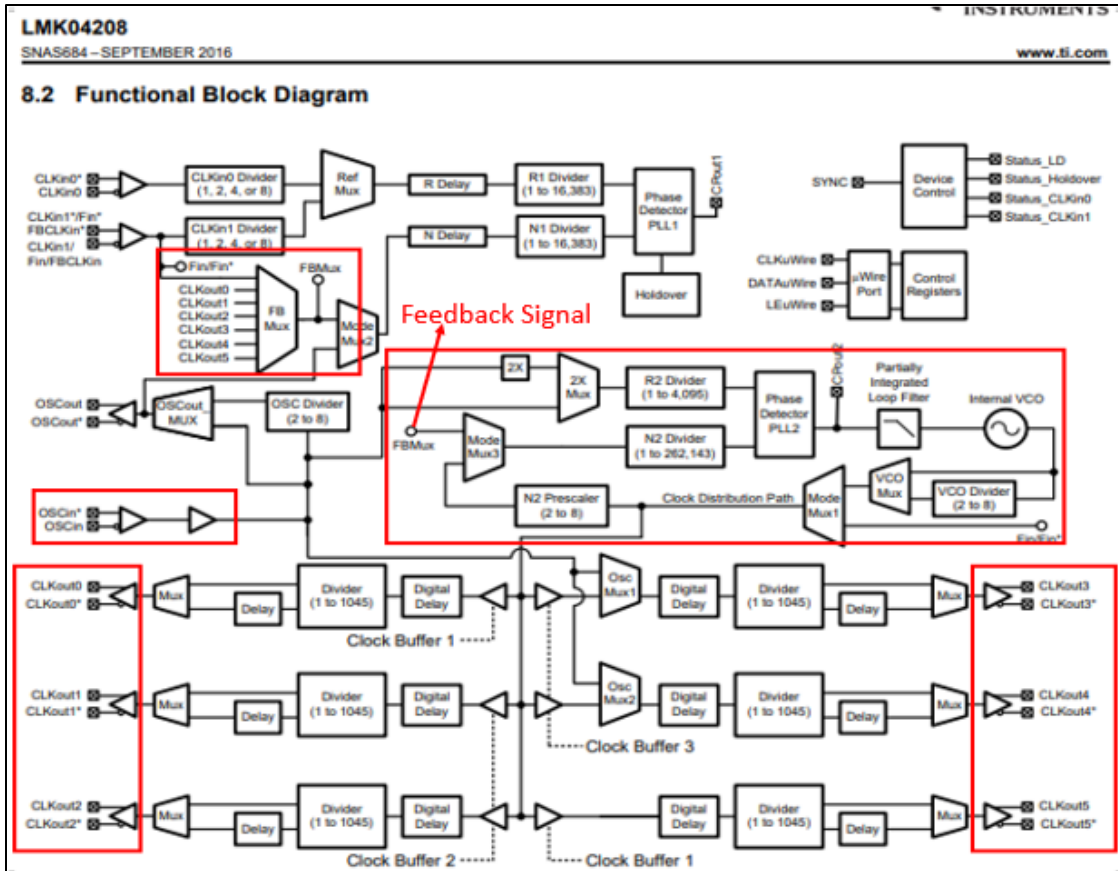 INSTRUMENTS
LMK04208
SNAS684–SEPTEMBER 2016
www.ti.com
8.2 Functional Block Diagram
CLKin0*
CLKin0
CLKin0 Divider
(1, 2, 4, or 8)
Ref
Mux
R Delay
R1 Divider
(1 to 16,383)
Phase
Detector
PLL1
CPout1
CLKin1*/Fin*
FBCLKin*
CLKin1/
Fin/FBCLKin
CLKin1 Divider
(1, 2, 4, or 8)
N Delay
N1 Divider
(1 to 16,383)
Holdover
SYNC
Device
Control
Status_LD
Status_Holdover
Status_CLKin0
Status_CLKin1
CLKuWire
DATAuWire
LEuWire
µWire
Port
Control
Registers
Fin/Fin*
FBMux
CLKout0
CLKout1
CLKout2
CLKout3
CLKout4
CLKout5
FB
Mux
Mode
Mux2
Feedback Signal
OSCout
OSCout*
OSCout_
MUX
OSC Divider
(2 to 8)
2X
2X
Mux
R2 Divider
(1 to 4,095)
Phase
Detector
PLL2
CPout2
Partially
Integrated
Loop Filter
Internal VCO
FBMux
Mode
Mux3
N2 Divider
(1 to 262,143)
N2 Prescaler
(2 to 8)
Clock Distribution Path
Mode
Mux1
VCO
Mux
VCO Divider
(2 to 8)
Fin/Fin*
OSCin*
OSCin
CLKout0
CLKout0*
Mux
Delay
Divider
(1 to 1045)
Digital
Delay
Clock Buffer 1
Osc
Mux1
Digital
Delay
Divider
(1 to 1045)
Delay
Mux
CLKout3
CLKout3*
CLKout1
CLKout1*
Mux
Delay
Divider
(1 to 1045)
Digital
Delay
Osc
Mux2
Clock Buffer 3
Digital
Delay
Divider
(1 to 1045)
Delay
Mux
CLKout4
CLKout4*
CLKout2
CLKout2*
Mux
Delay
Divider
(1 to 1045)
Digital
Delay
Clock Buffer 2
Clock Buffer 1
Digital
Delay
Divider
(1 to 1045)
Delay
Mux
CLKout5
CLKout5*